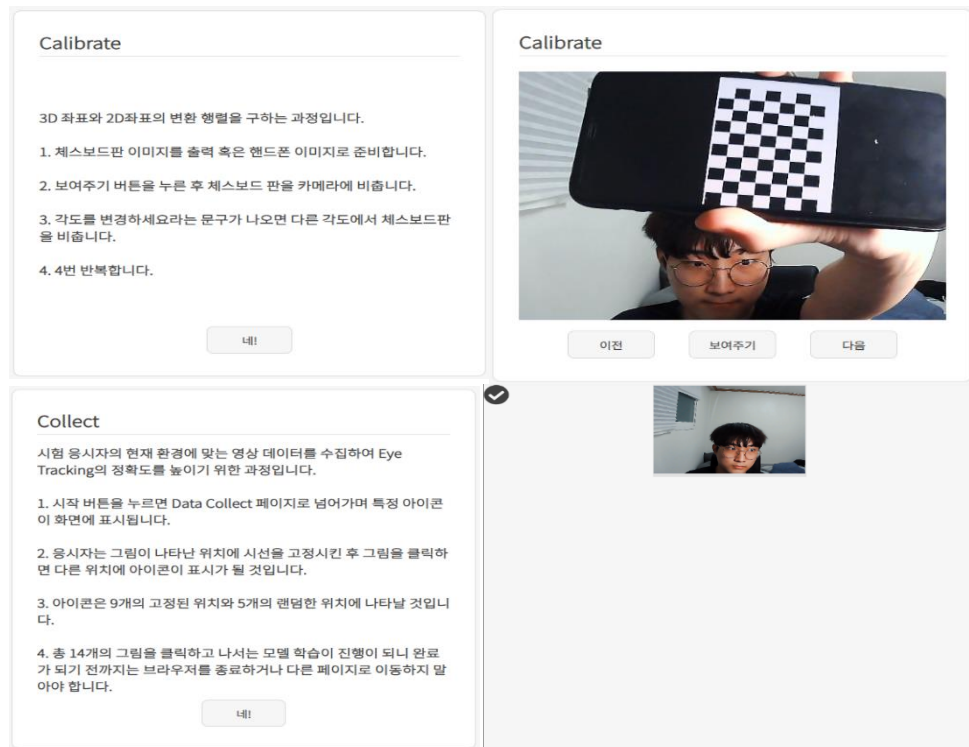 Calibrate
3D 좌표와 2D좌표의 변환 행렬을 구하는 과정입니다.
1. 체스보드판 이미지를 출력 혹은 핸드폰 이미지로 준비합니다.
2. 보여주기 버튼을 누른 후 체스보드 판을 카메라에 비춥니다.
3. 각도를 변경하세요라는 문구가 나오면 다른 각도에서 체스보드판
을 비춥니다.
4. 4번 반복합니다.
네!
Calibrate
이전
보여주기
다음
Collect
시험 응시자의 현재 환경에 맞는 영상 데이터를 수집하여 Eye
Tracking의 정확도를 높이기 위한 과정입니다.
1. 시작 버튼을 누르면 Data Collect 페이지로 넘어가며 특정 아이콘
이 화면에 표시됩니다.
2. 응시자는 그림이 나타난 위치에 시선을 고정시킨 후 그림을 클릭하
면 다른 위치에 아이콘이 표시가 될 것입니다.
3. 아이콘은 9개의 고정된 위치와 5개의 랜덤한 위치에 나타날 것입니
다.
4. 총 14개의 그림을 클릭하고 나서는 모델 학습이 진행이 되니 완료
가 되기 전까지는 브라우저를 종료하거나 다른 페이지로 이동하지 말
아야 합니다.
네!